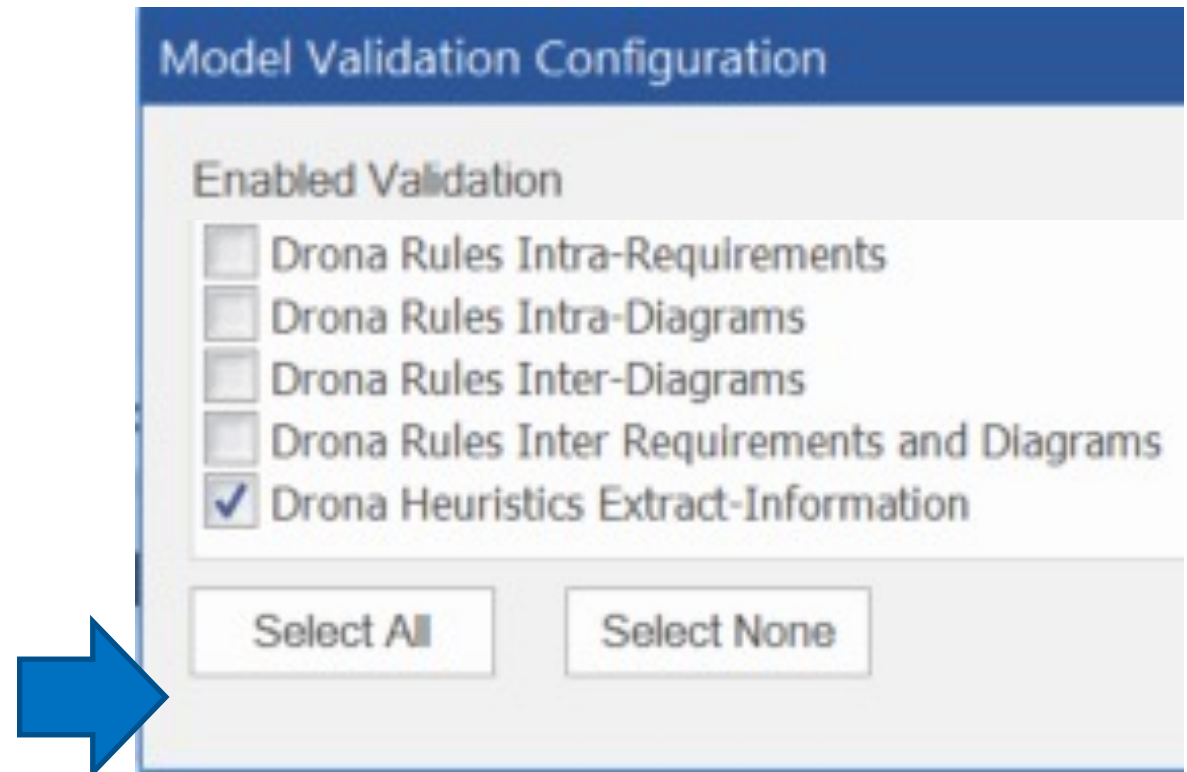 Model Validation Configuration
Enabled Validation
Drona Rules Intra-Requirements
Drona Rules Intra-Diagrams
Drona Rules Inter-Diagrams
Drona Rules Inter Requirements and Diagrams
Drona Heuristics Extract-Information
Select All Select None